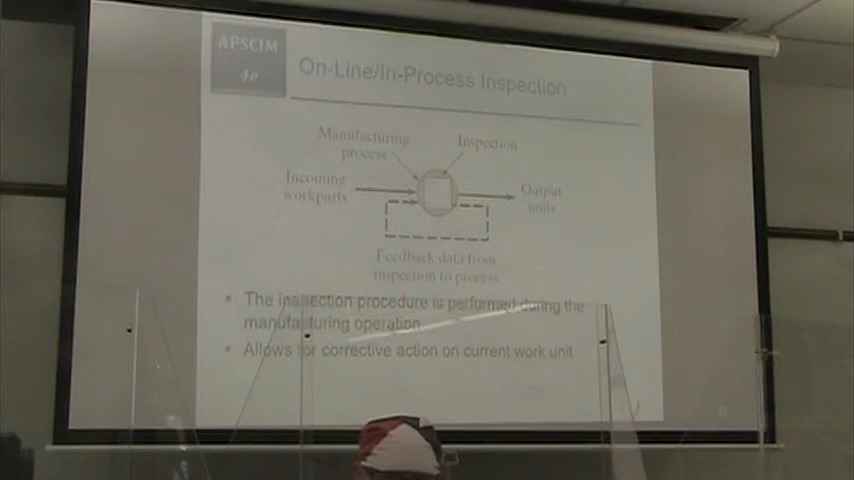 APSCIM
4e
On-Line/In-Process Inspection
Manufacturing
process
Inspection
Incoming
workparts
Output
units
Feedback data from
inspection to process
▪ The inspection procedure is performed during the
manufacturing operation
▪ Allows for corrective action on current work unit